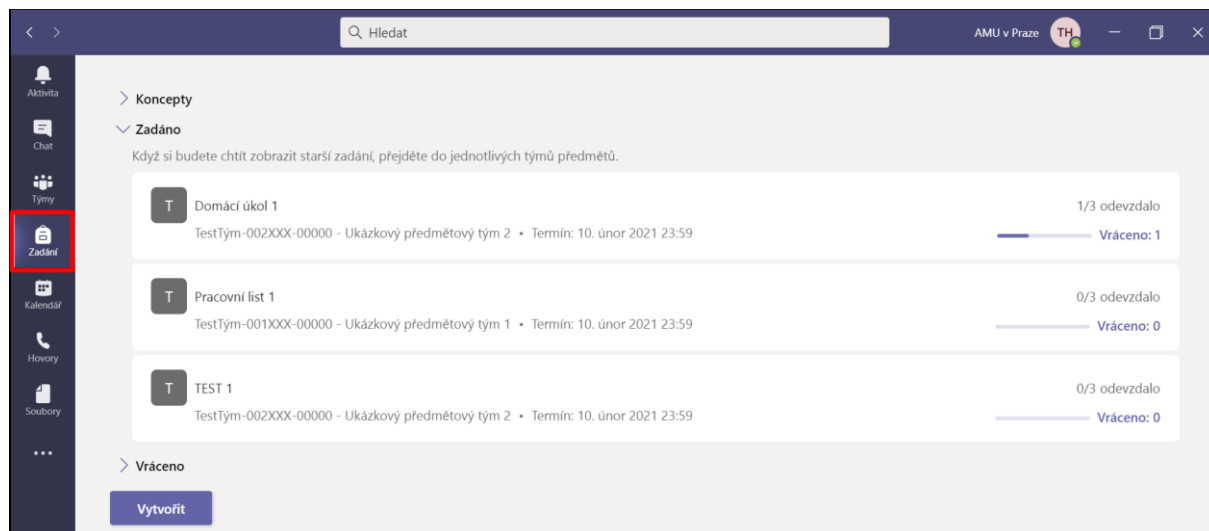 Hledat
AMU v Praze TH
Aktivita
Chat
Týmy
Zadání
Kalendář
Hovory
Soubory
Koncepty
Zadáno
Když si budete chtít zobrazit starší zadání, přejděte do jednotlivých týmů předmětů.
T Domácí úkol 1 1/3 odevzdalo
TestTým-002XXX-00000 - Ukázkový předmětový tým 2 • Termín: 10. únor 2021 23:59 Vráceno: 1
T Pracovní list 1 0/3 odevzdalo
TestTým-001XXX-00000 - Ukázkový předmětový tým 1 • Termín: 10. únor 2021 23:59 Vráceno: 0
T TEST 1 0/3 odevzdalo
TestTým-002XXX-00000 - Ukázkový předmětový tým 2 • Termín: 10. únor 2021 23:59 Vráceno: 0
Vráceno
Vytvořit